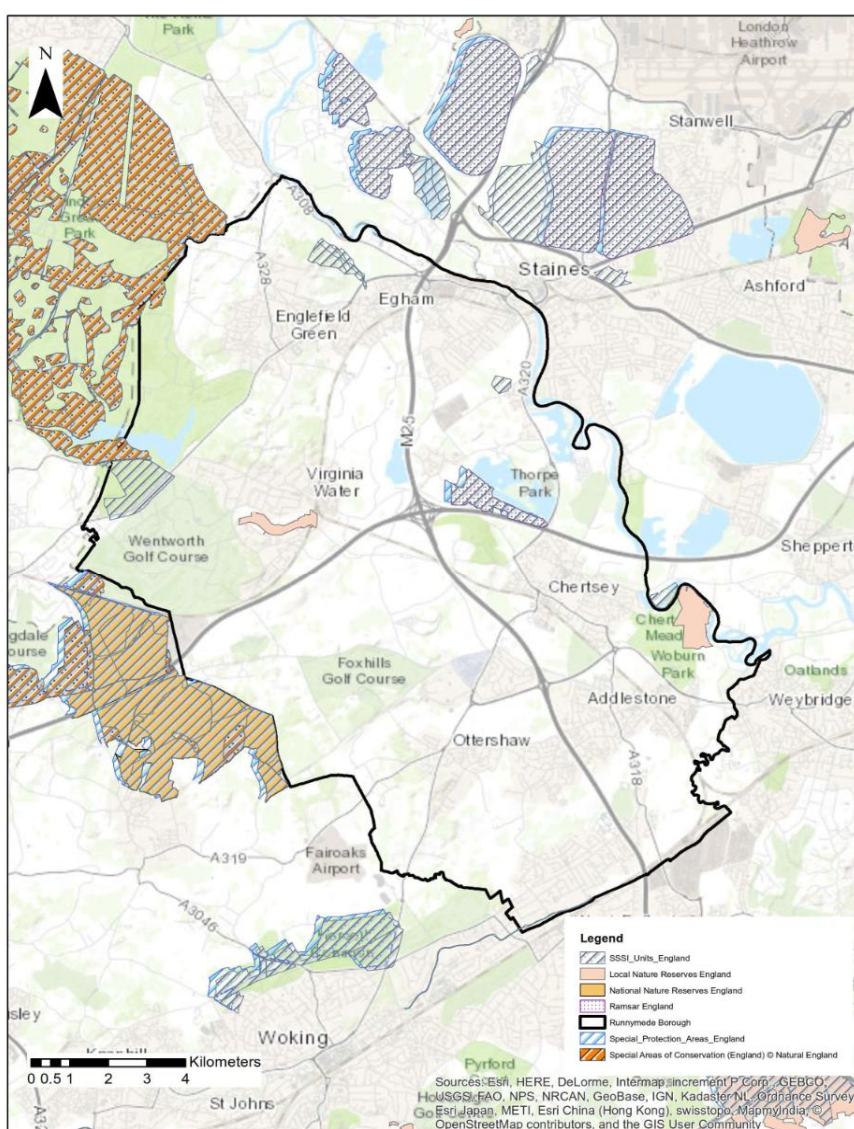 Park
London
Heathrow
Airport
N
Stanwell
A308
A328
Staines
Egham
Englefield
Green
Ashford
A320
M25
Virginia
Water
Thorpe
Park
Wentworth
Golf Course
Sheppert
Chertsey
Chert
Mead
Woburn
Park
Foxhills
Golf Course
Oatlands
Addlestone
Weybridge
Ottershaw
A318
A319
Fairoaks
Airport
A3046
Legend
SSSI_Units_England
Local Nature Reserves England
National Nature Reserves England
Ramsar England
Runnymede Borough
Special_Protection_Areas_England
Special Areas of Conservation (England) © Natural England
Woking
Kilometers
0 0.5 1 2 3 4
St Johns
Pyrford
Sources: Esri, HERE, DeLorme, Intermap, increment P Corp., GEBCO,
USGS, FAO, NPS, NRCAN, GeoBase, IGN, Kadaster NL, Ordnance Survey,
Esri Japan, METI, Esri China (Hong Kong), swisstopo, MapmyIndia, ©
OpenStreetMap contributors, and the GIS User Community